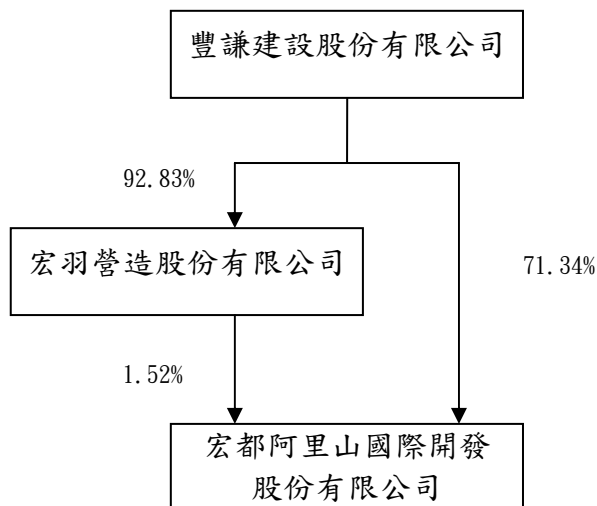 豐謙建設股份有限公司
92.83%
宏羽營造股份有限公司
71.34%
1.52%
宏都阿里山國際開發
股份有限公司